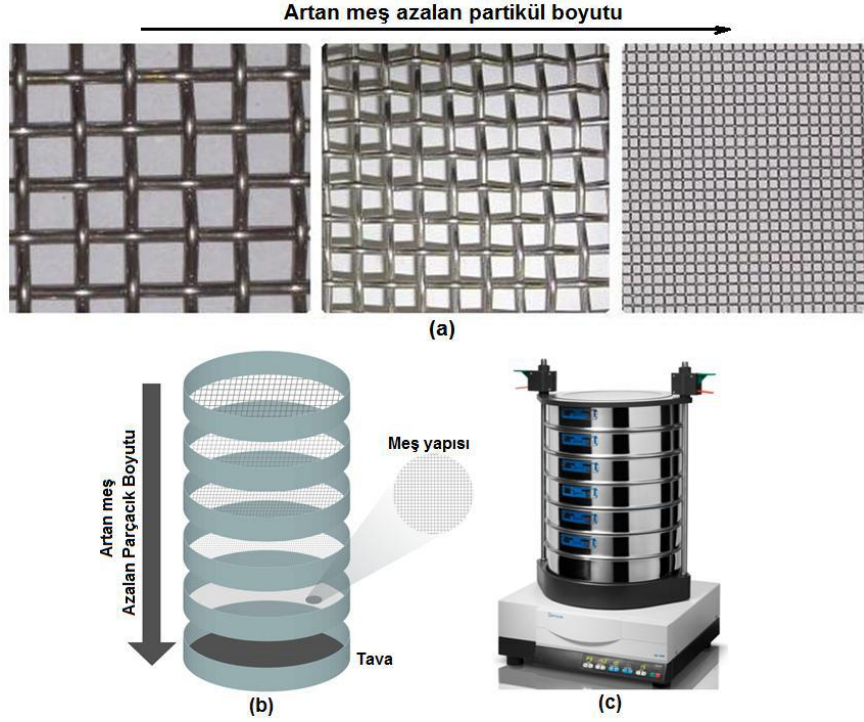 Artan meş azalan partikül boyutu
(a)
Artan meş
Azalan Parçacık Boyutu
Meş yapısı
Tava
(b)
(c)